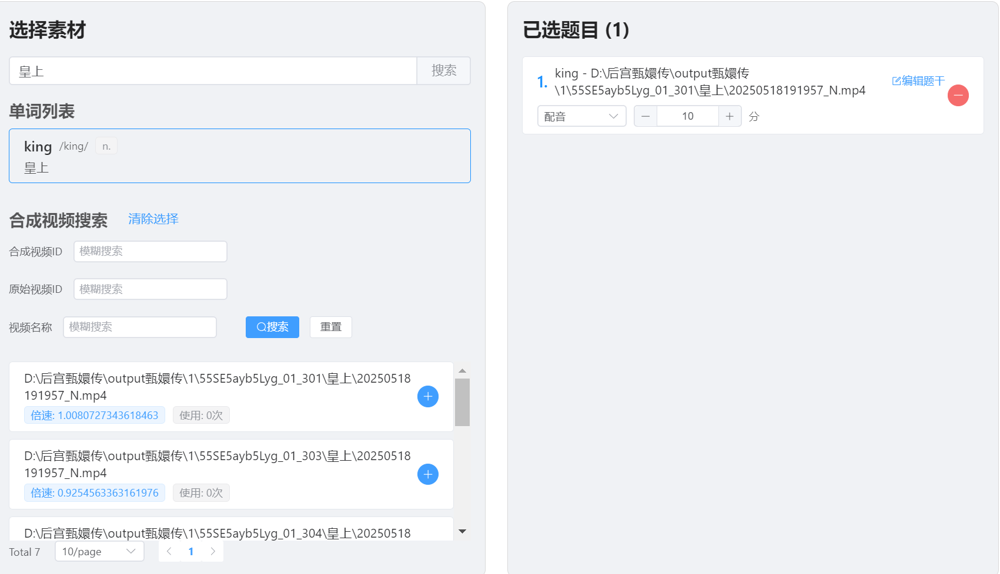 选择素材
皇上
搜索
单词列表
king /king/ n.
皇上
合成视频搜索 清除选择
合成视频ID 模糊搜索
原始视频ID 模糊搜索
视频名称 模糊搜索 搜索 重置
D:\后宫甄嬛传\output甄嬛传\1\55SE5ayb5Lyg_01_301\皇上\20250518
191957_N.mp4
倍速: 1.0080727343618463 使用: 0次
D:\后宫甄嬛传\output甄嬛传\1\55SE5ayb5Lyg_01_303\皇上\20250518
191957_N.mp4
倍速: 0.9254563363161976 使用: 0次
D:\后宫甄嬛传\output甄嬛传\1\55SE5ayb5Lyg_01_304\皇上\20250518
Total 7 10/page 1
已选题目 (1)
1. king - D:\后宫甄嬛传\output甄嬛传
\1\55SE5ayb5Lyg_01_301\皇上\20250518191957_N.mp4
编辑题干
配音 10 分